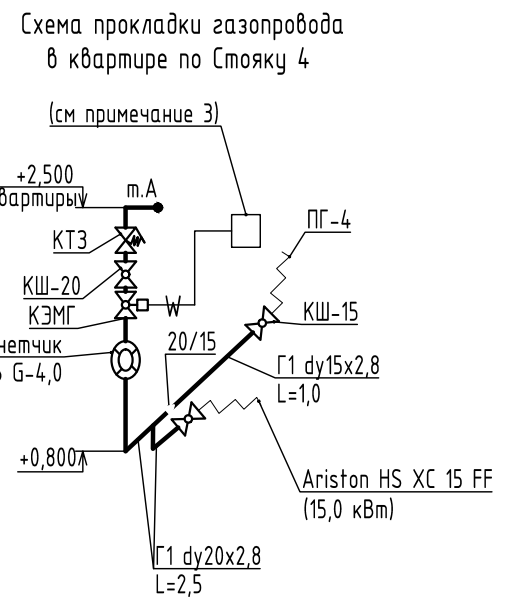 Схема прокладки газопровода
в квартире по Стояку 4
(см примечание 3)
+2,500
т.А
ПГ-4
КТЗ
КШ-20
КЭМГ
W
КШ-15
20/15
G-4,0
Г1 dy15x2,8
L=1,0
+0,800
Ariston HS XC 15 FF
(15,0 кВт)
Г1 dy20x2,8
L=2,5